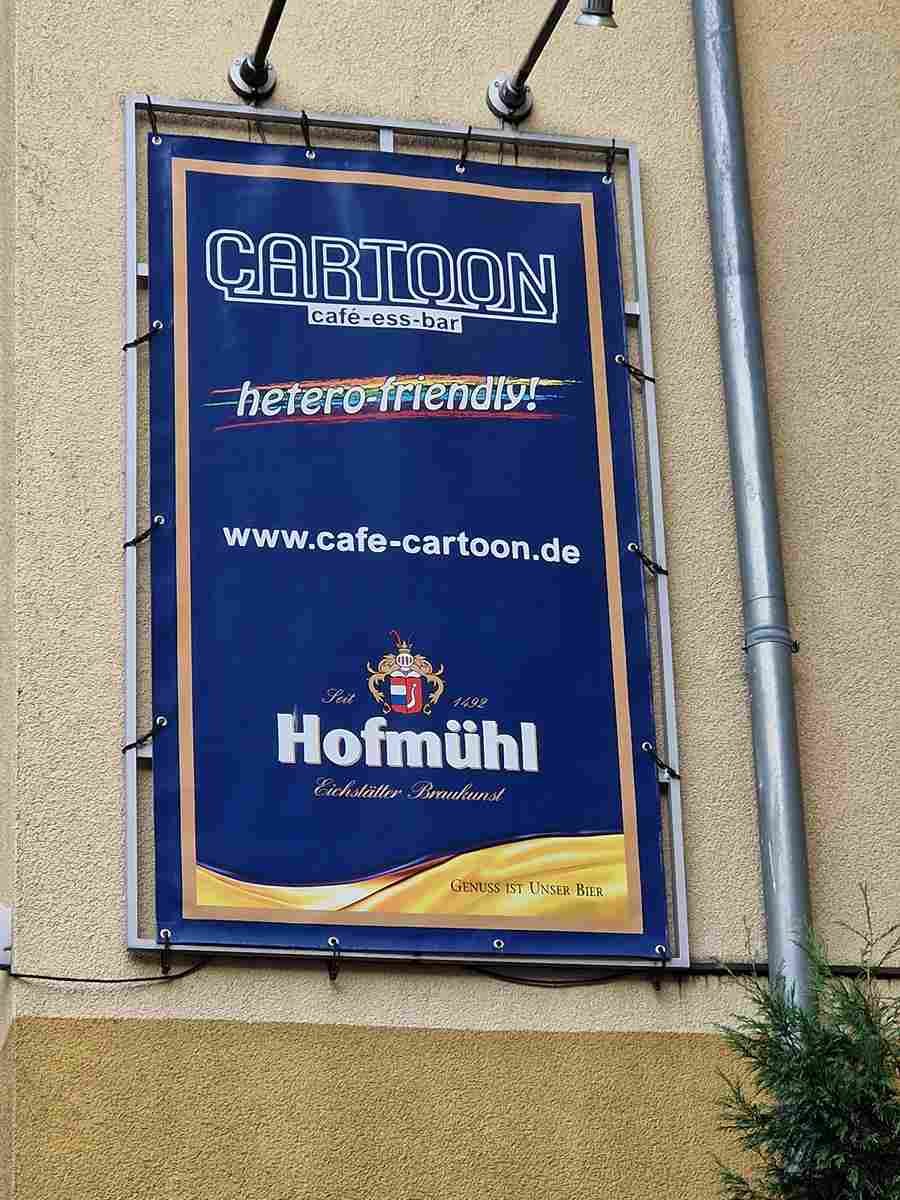 CARTOON
café-ess-bar
hetero-friendly!
www.cafe-cartoon.de
Seit 1492
Hofmühl
Eichstätter Braukunst
GENUSS IST UNSER BIER